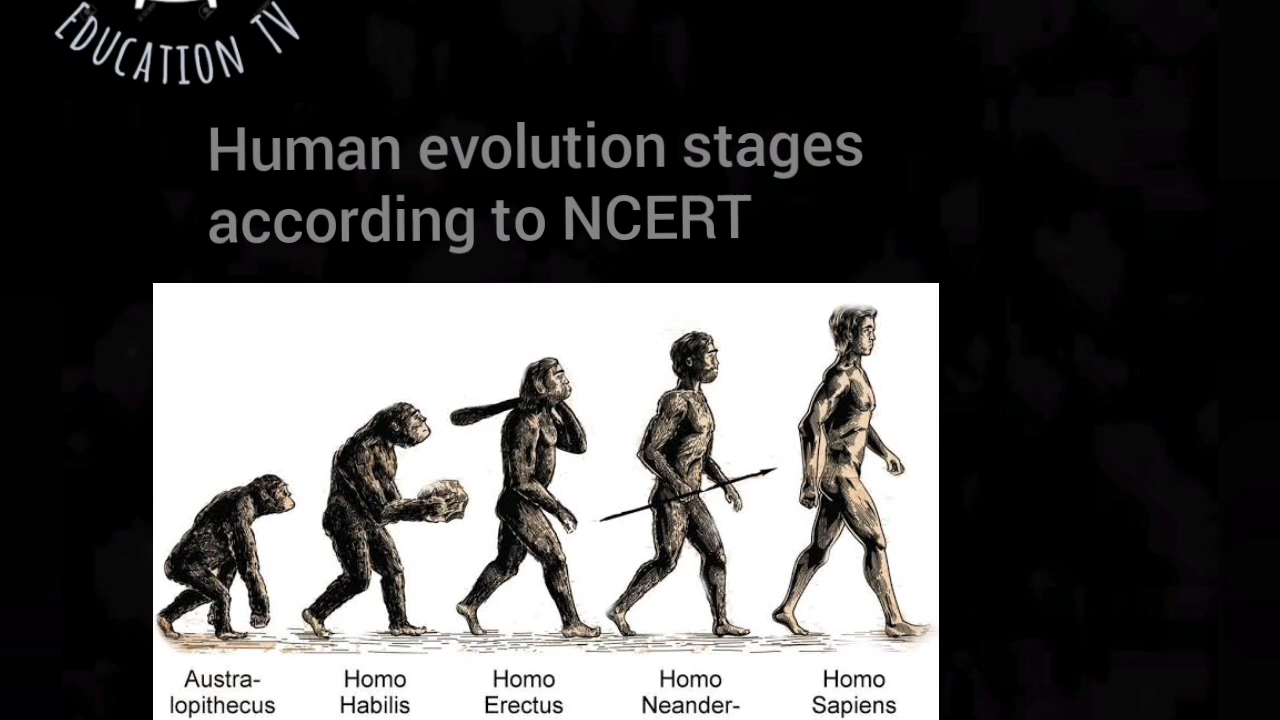 EDUCATION TV
Human evolution stages
according to NCERT
Austra- Homo Homo Homo Homo
lopithecus Habilis Erectus Neander- Sapiens